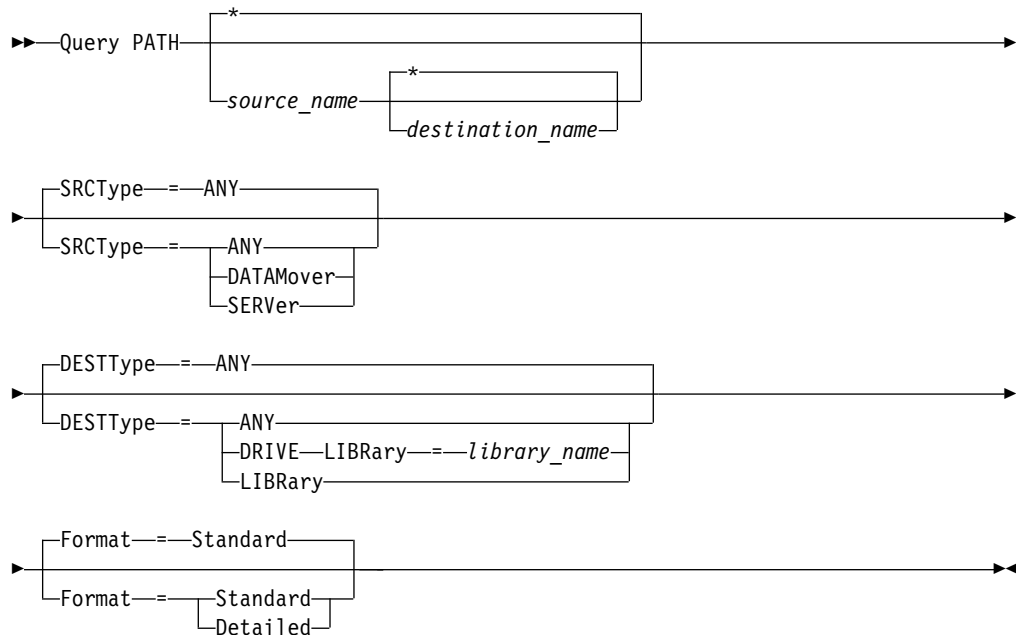 *
Query PATH
*
source_name
destination_name
SRCType = ANY
SRCType = ANY
DATAMover
SERVer
DESTType = ANY
DESTType = ANY
DRIVE LIBRary = library_name
LIBRary
Format = Standard
Format = Standard
Detailed